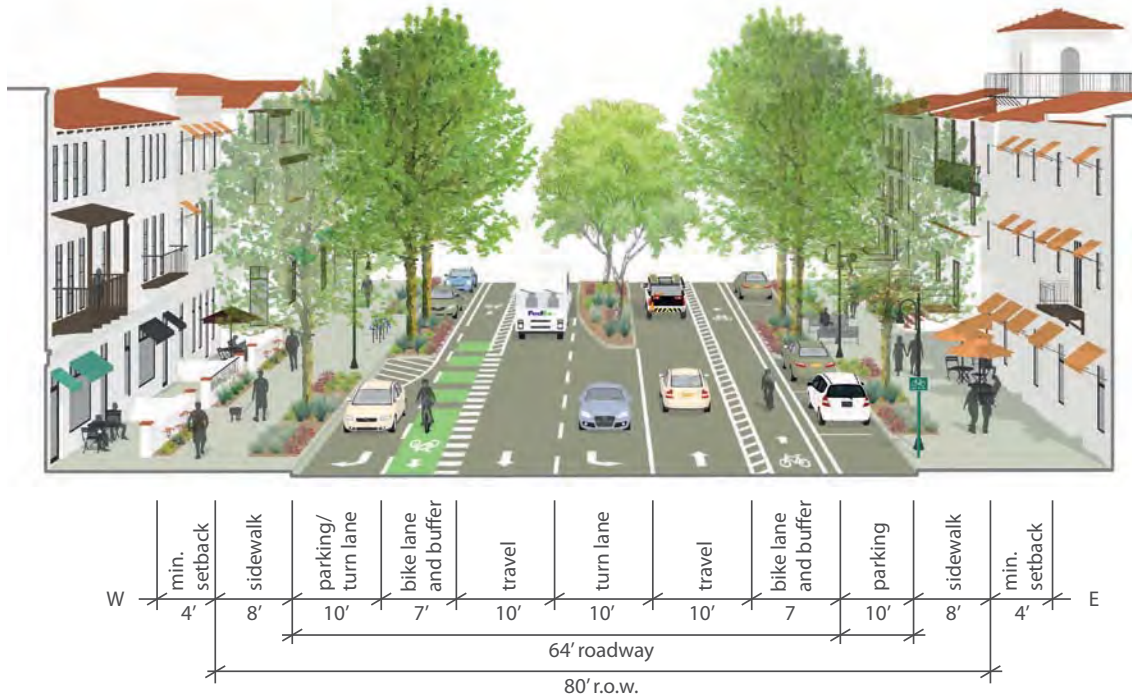 FedEx
min.
setback
sidewalk
parking/
turn lane
bike lane
and buffer
travel
turn lane
travel
bike lane
and buffer
parking
sidewalk
min.
setback
W 4’ 8’ 10’ 7’ 10’ 10’ 10’ 7 10’ 8’ 4’ E
64’ roadway
80’ r.o.w.